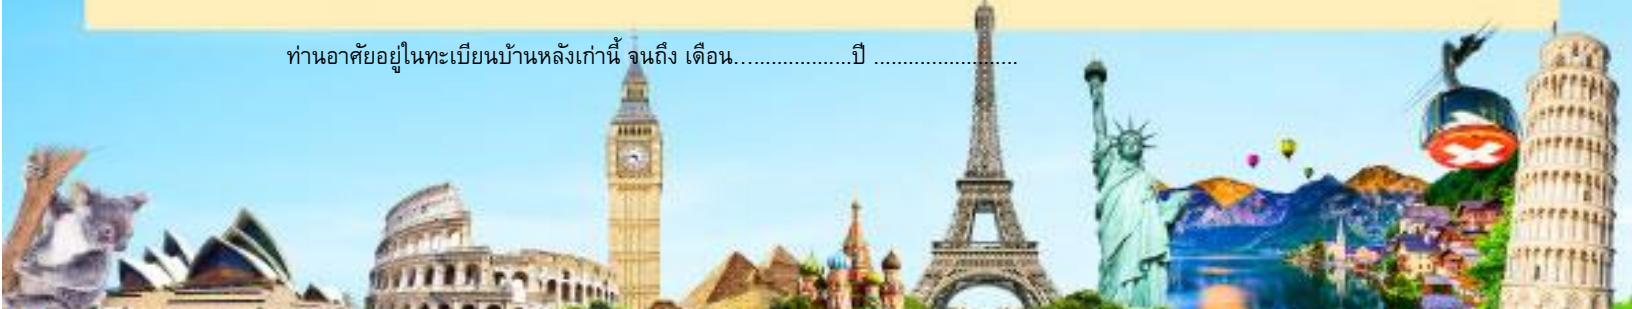 ท่านอาศัยอยู่ในทะเบียนบ้านหลังเก่านี้ จนถึง เดือน.....................ปี .........................